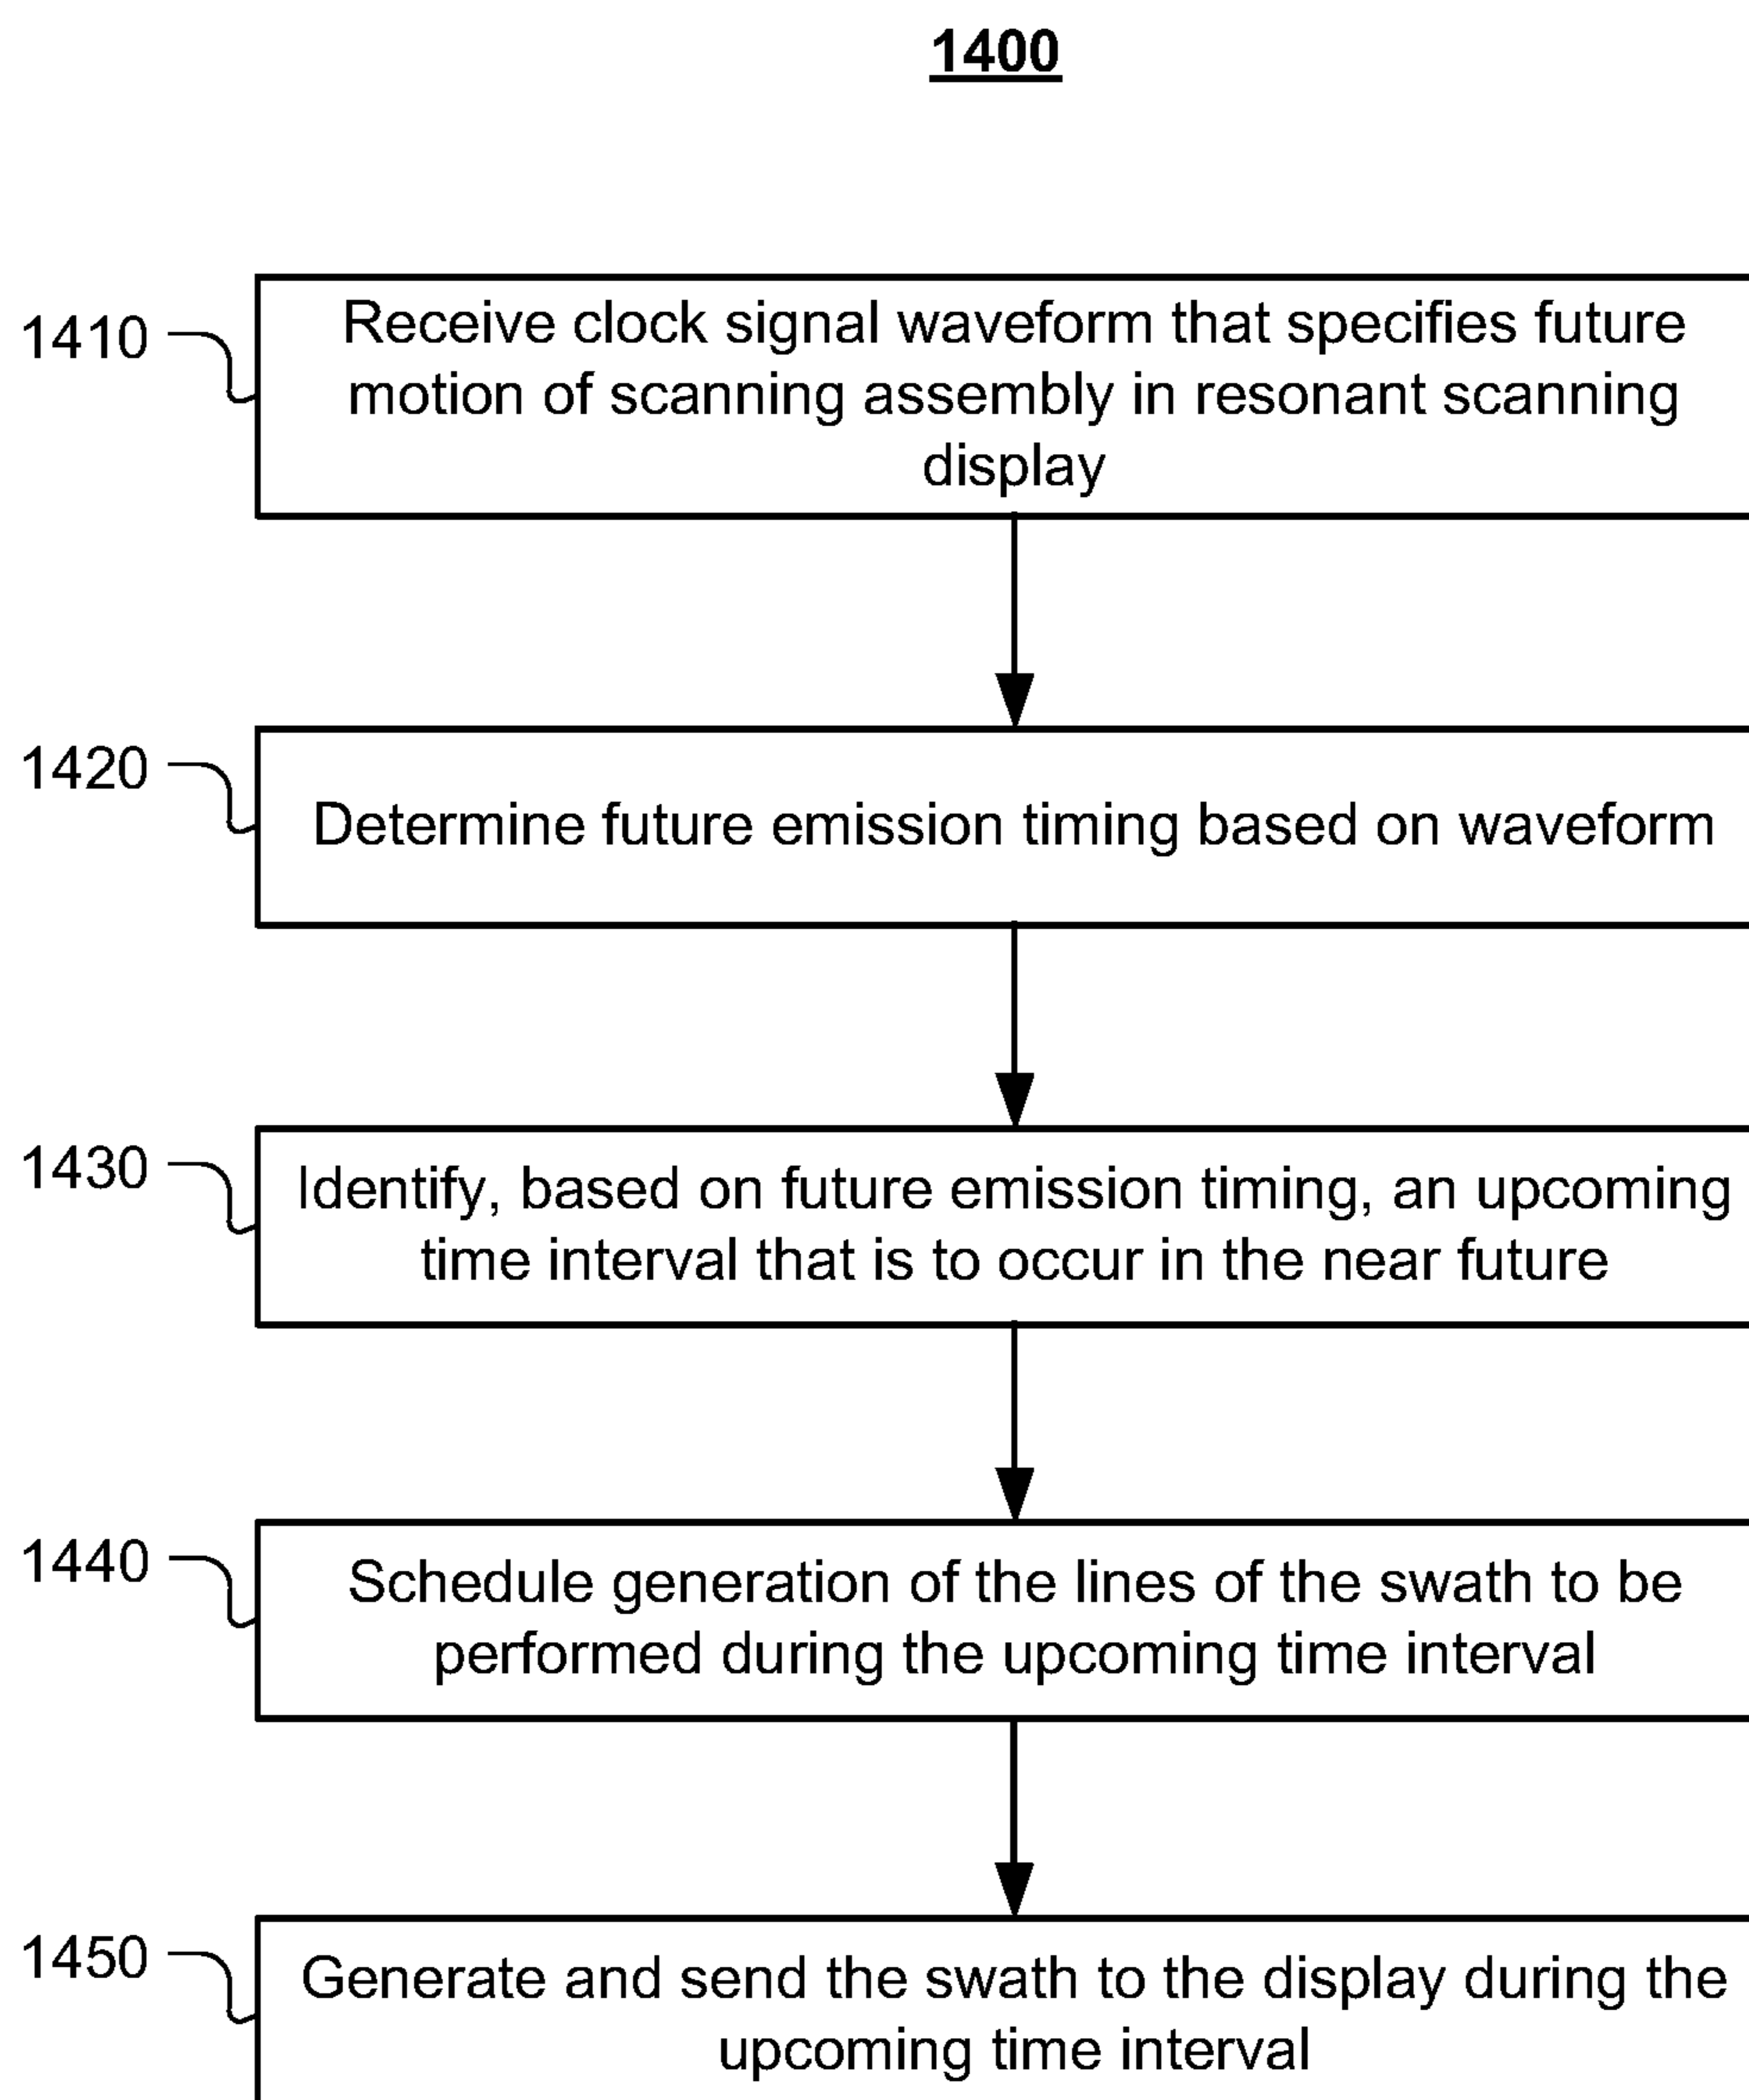 1400
1410
Receive clock signal waveform that specifies future
motion of scanning assembly in resonant scanning
display
1420
Determine future emission timing based on waveform
1430
Identify, based on future emission timing, an upcoming
time interval that is to occur in the near future
1440
Schedule generation of the lines of the swath to be
performed during the upcoming time interval
1450
Generate and send the swath to the display during the
upcoming time interval